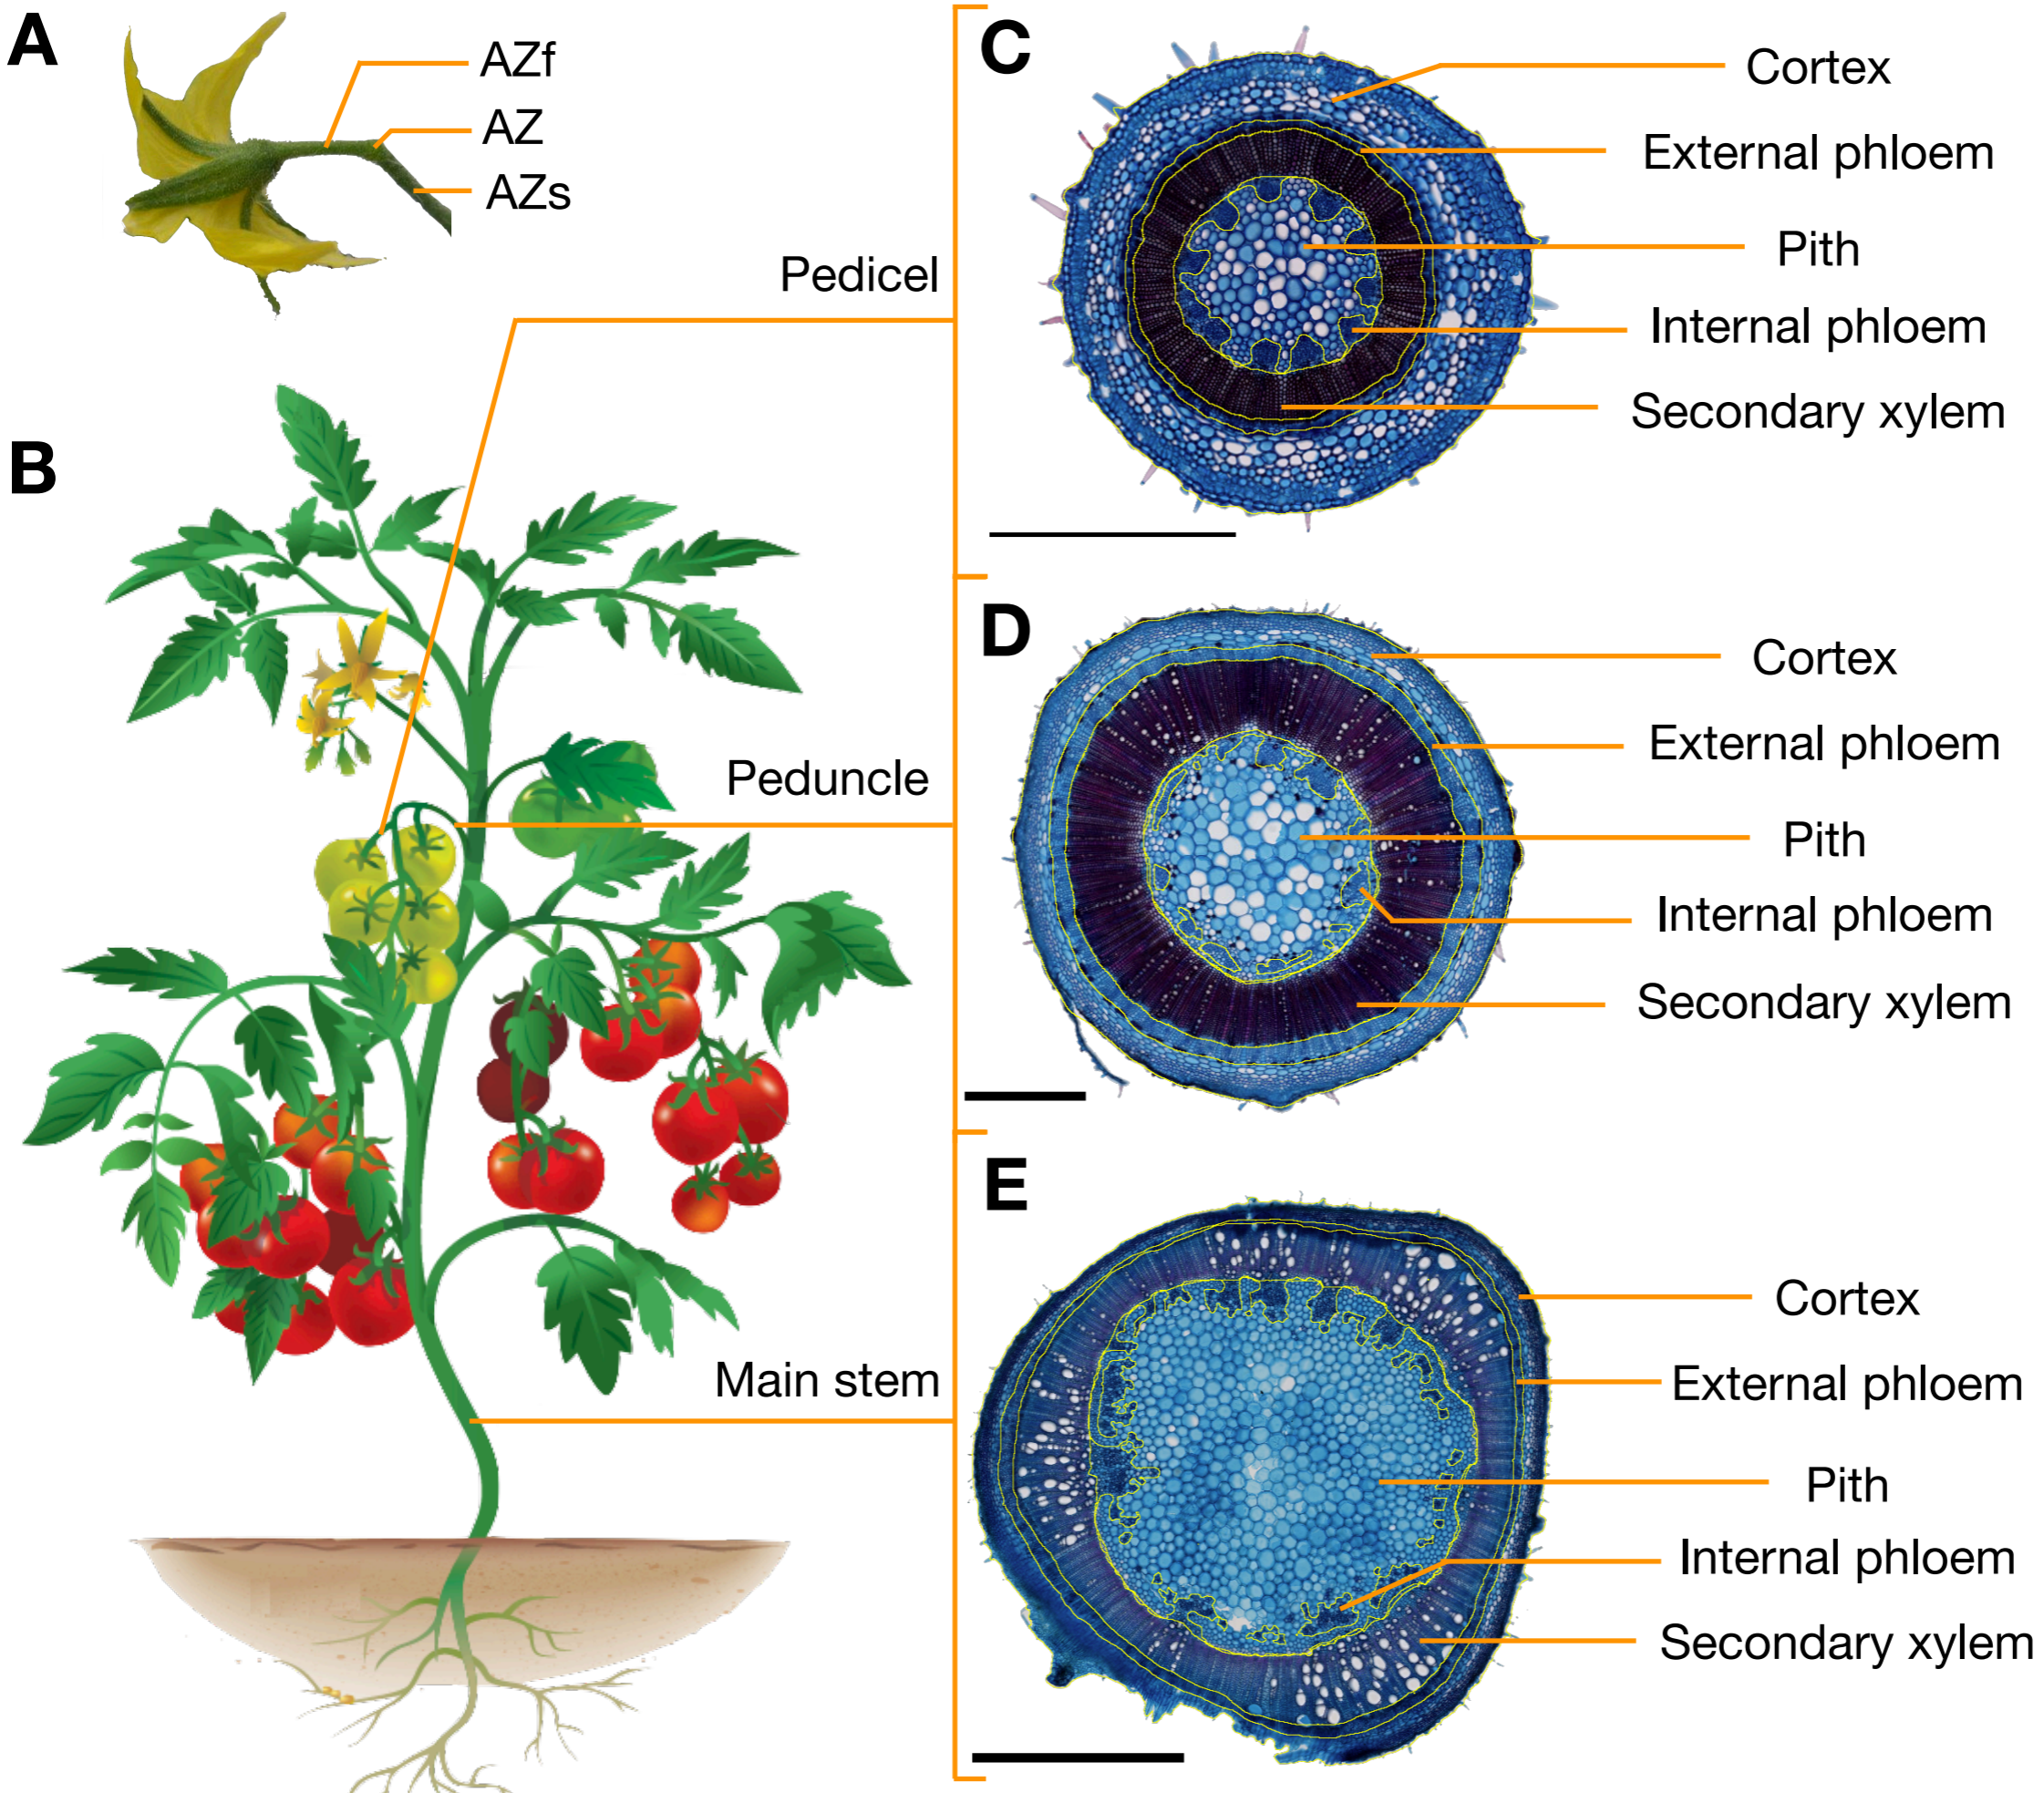 A
AZf
AZ
AZs
B
Pedicel
Peduncle
Main stem
C
Cortex
External phloem
Pith
Internal phloem
Secondary xylem
D
Cortex
External phloem
Pith
Internal phloem
Secondary xylem
E
Cortex
External phloem
Pith
Internal phloem
Secondary xylem